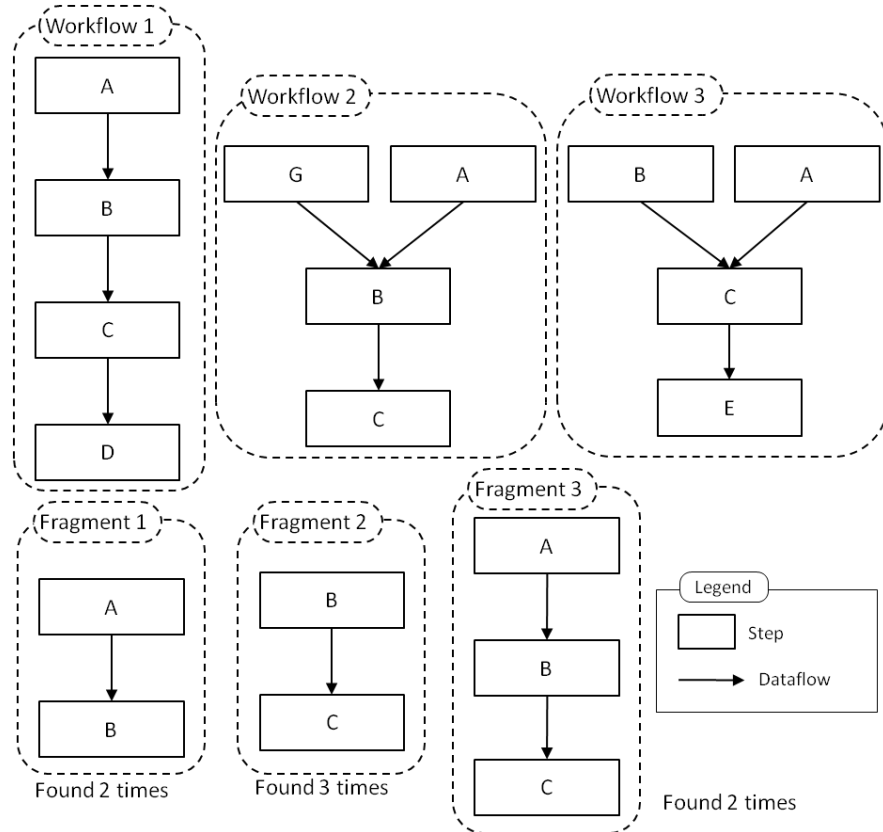 Workflow 1
A
B
C
D
Workflow 2
G A
B
C
Workflow 3
B A
C
E
Fragment 1
A
B
Found 2 times
Fragment 2
B
C
Found 3 times
Fragment 3
A
B
C
Found 2 times
Legend
Step
Dataflow